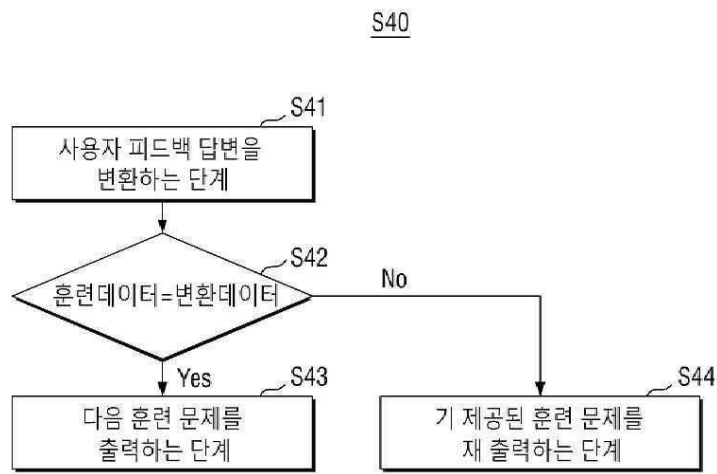 S40
S41
사용자 피드백 답변을
변환하는 단계
S42
훈련데이터=변환데이터
No
Yes
S43
다음 훈련 문제를
출력하는 단계
S44
기 제공된 훈련 문제를
재 출력하는 단계